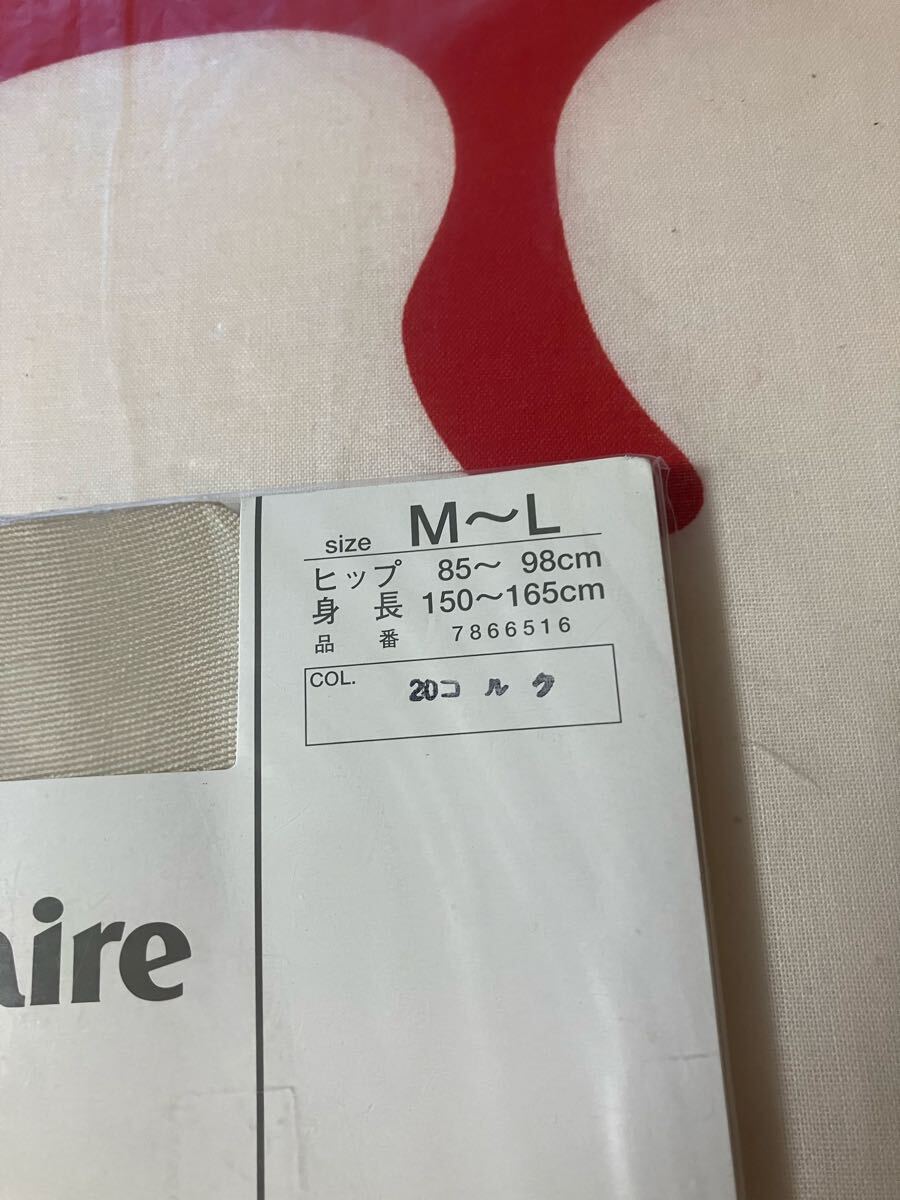 size M～L
ヒップ 85～ 98cm
身長 150～165cm
品番 7866516
COL. 20コルク
aire